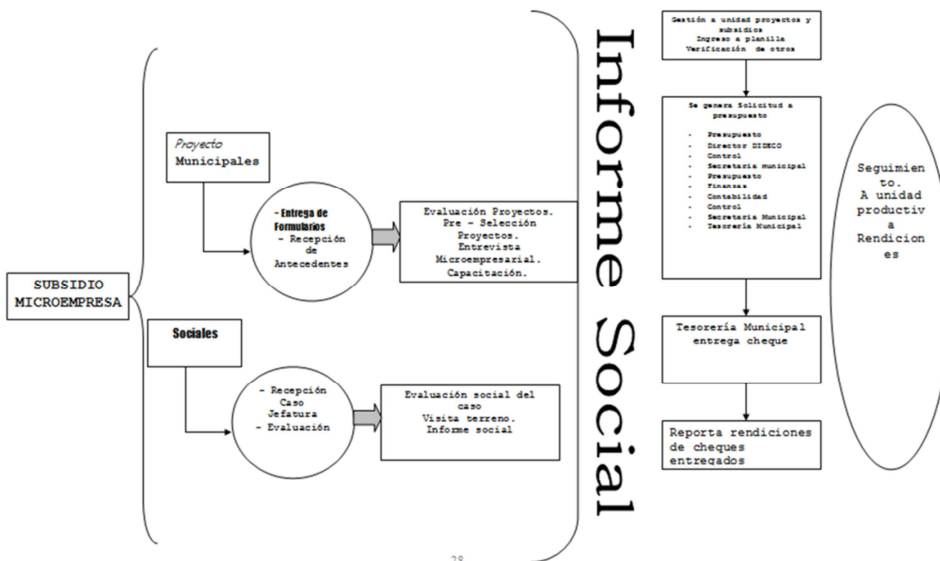 SUBSIDIO
MICROEMPRESA
Proyecto
Municipales
- Entrega de
Formularios
- Recepción
de
Antecedentes
Evaluación Proyectos.
Pre - Selección
Proyectos.
Entrevista
Microempresarial.
Capacitación.
Sociales
- Recepción
Caso
Jefatura
- Evaluación
Evaluación social del
caso
Visita terreno.
Informe social
Informe Social
Gestión a unidad proyectos y
subsidios
Ingreso a planilla
Verificación de otros
Se genera Solicitud a
presupuesto
- Presupuesto
- Director DIDECO
- Control
- Secretaria municipal
- Presupuesto
- Finanzas
- Contabilidad
- Control
- Secretaria Municipal
- Tesorería Municipal
Tesorería Municipal
entrega cheque
Reporta rendiciones
de cheques
entregados
Seguimie
nto.
A unidad
productiv
a
Rendicion
es